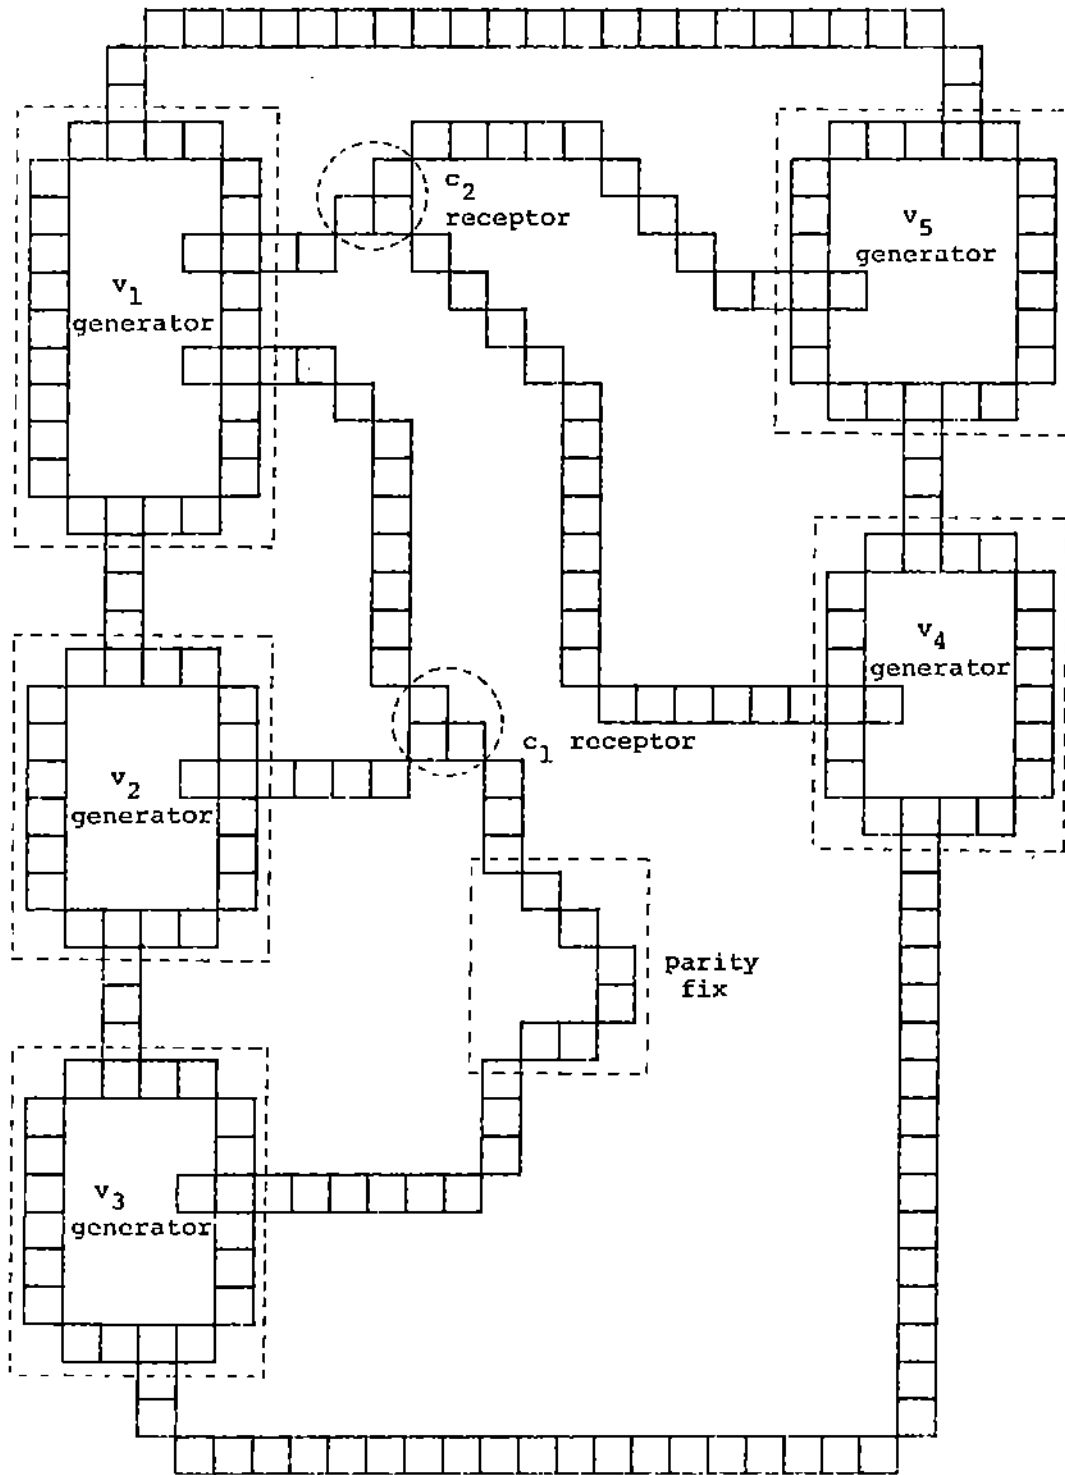 c2
receptor
v5
generator
v1
generator
v4
generator
c1 receptor
v2
generator
parity
fix
v3
generator